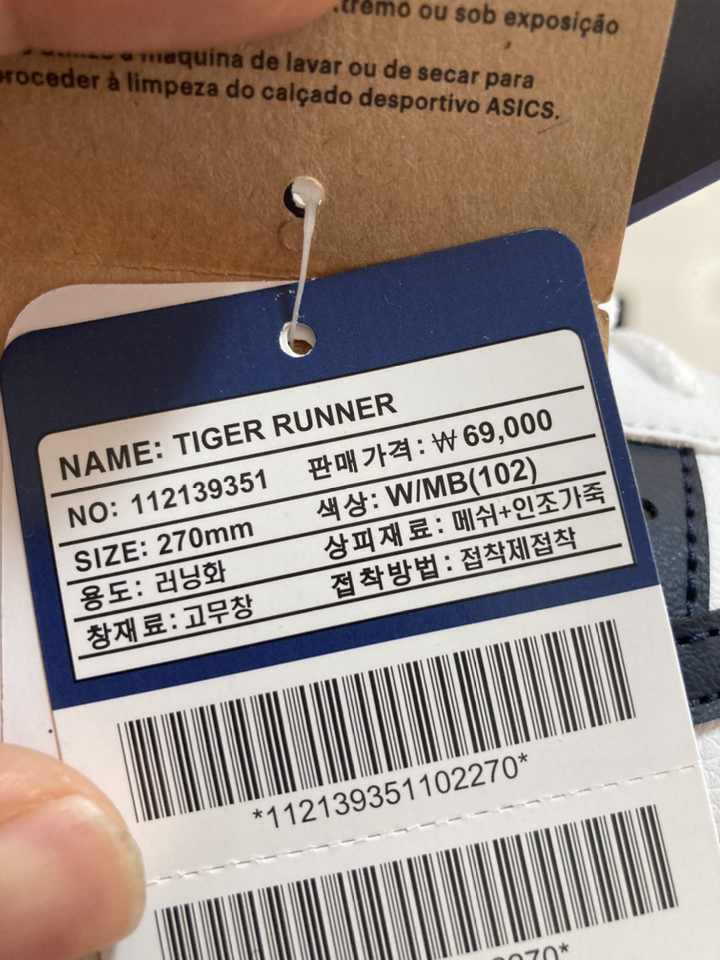 ou sob exposição
maquina de lavar ou de secar para
proceder à limpeza do calçado desportivo ASICS.
NAME: TIGER RUNNER
NO: 112139351 판매가격: ₩ 69,000
SIZE: 270mm 색상: W/MB(102)
용도: 러닝화 상피재료: 메쉬+인조가죽
창재료: 고무창 접착방법: 접착제접착
*112139351102270*